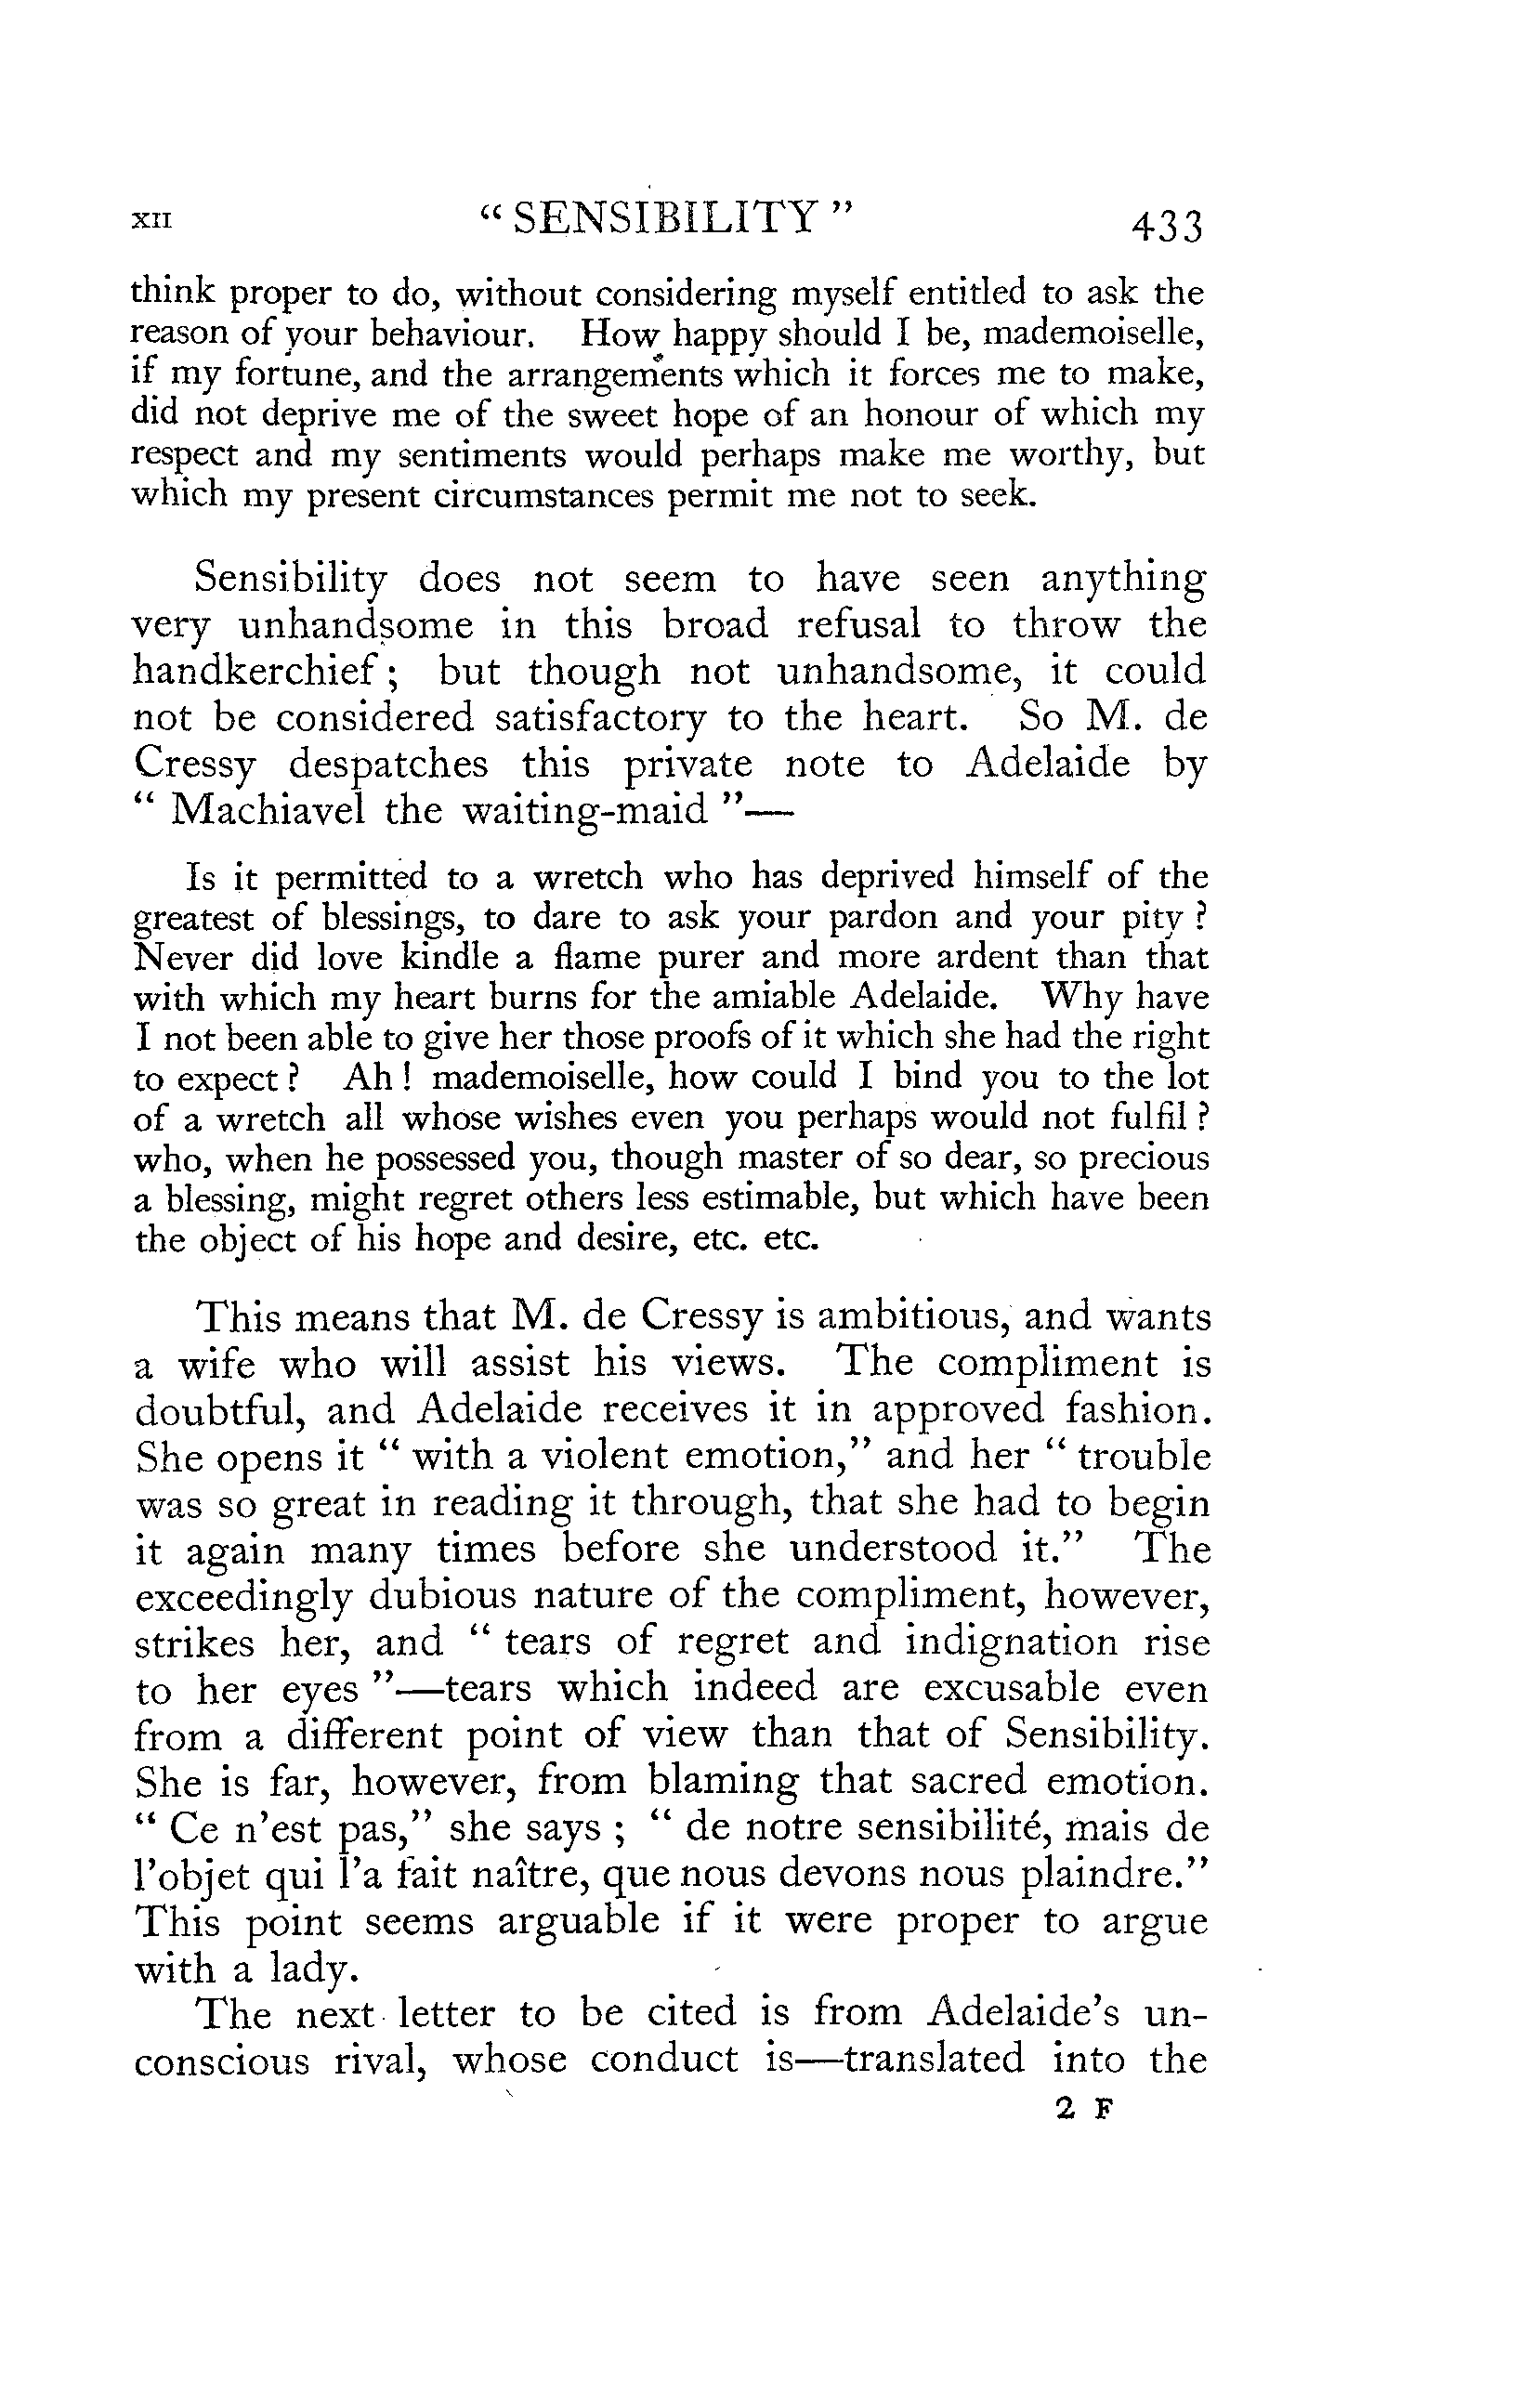 XII “ SENSIBILITY ” 433
think proper to do, without considering myself entitled to ask the
reason of your behaviour. How happy should I be, mademoiselle,
if my fortune, and the arrangements which it forces me to make,
did not deprive me of the sweet hope of an honour of which my
respect and my sentiments would perhaps make me worthy, but
which my present circumstances permit me not to seek.
Sensibility does not seem to have seen anything
very unhandsome in this broad refusal to throw the
handkerchief ; but though not unhandsome, it could
not be considered satisfactory to the heart. So M. de
Cressy despatches this private note to Adelaide by
“ Machiavel the waiting-maid ”—
Is it permitted to a wretch who has deprived himself of the
greatest of blessings, to dare to ask your pardon and your pity ?
Never did love kindle a flame purer and more ardent than that
with which my heart burns for the amiable Adelaide. Why have
I not been able to give her those proofs of it which she had the right
to expect ? Ah ! mademoiselle, how could I bind you to the lot
of a wretch all whose wishes even you perhaps would not fulfil ?
who, when he possessed you, though master of so dear, so precious
a blessing, might regret others less estimable, but which have been
the object of his hope and desire, etc. etc.
This means that M. de Cressy is ambitious, and wants
a wife who will assist his views. The compliment is
doubtful, and Adelaide receives it in approved fashion.
She opens it “ with a violent emotion,” and her “ trouble
was so great in reading it through, that she had to begin
it again many times before she understood it.” The
exceedingly dubious nature of the compliment, however,
strikes her, and “ tears of regret and indignation rise
to her eyes ”—tears which indeed are excusable even
from a different point of view than that of Sensibility.
She is far, however, from blaming that sacred emotion.
“ Ce n’est pas,” she says ; “ de notre sensibilité, mais de
l’objet qui l’a fait naître, que nous devons nous plaindre.”
This point seems arguable if it were proper to argue
with a lady.
The next letter to be cited is from Adelaide’s un-
conscious rival, whose conduct is—translated into the
2 F